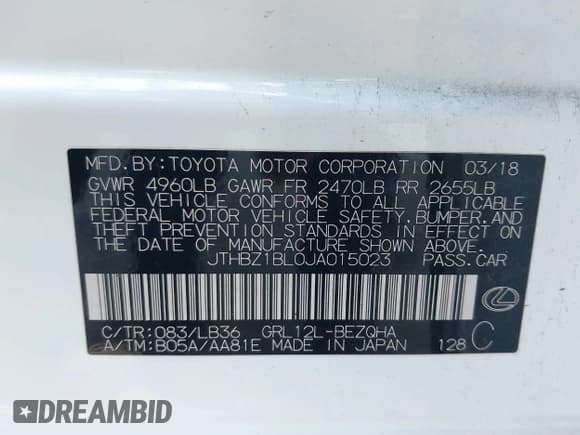 MFD.BY:TOYOTA MOTOR CORPORATION 03/18
GVWR 4960LB GAWR FR 2470LB RR 2655LB
THIS VEHICLE CONFORMS TO ALL APPLICABLE
FEDERAL MOTOR VEHICLE SAFETY,BUMPER,AND
THEFT PREVENTION STANDARDS IN EFFECT ON
THE DATE OF MANUFACTURE SHOWN ABOVE.
JTHBZ1BL0JA015023 PASS.CAR
C/TR:083/LB36 GRL12L-BEZQHA
A/TM:B05A/AA81E MADE IN JAPAN 128 C
DREAMBID